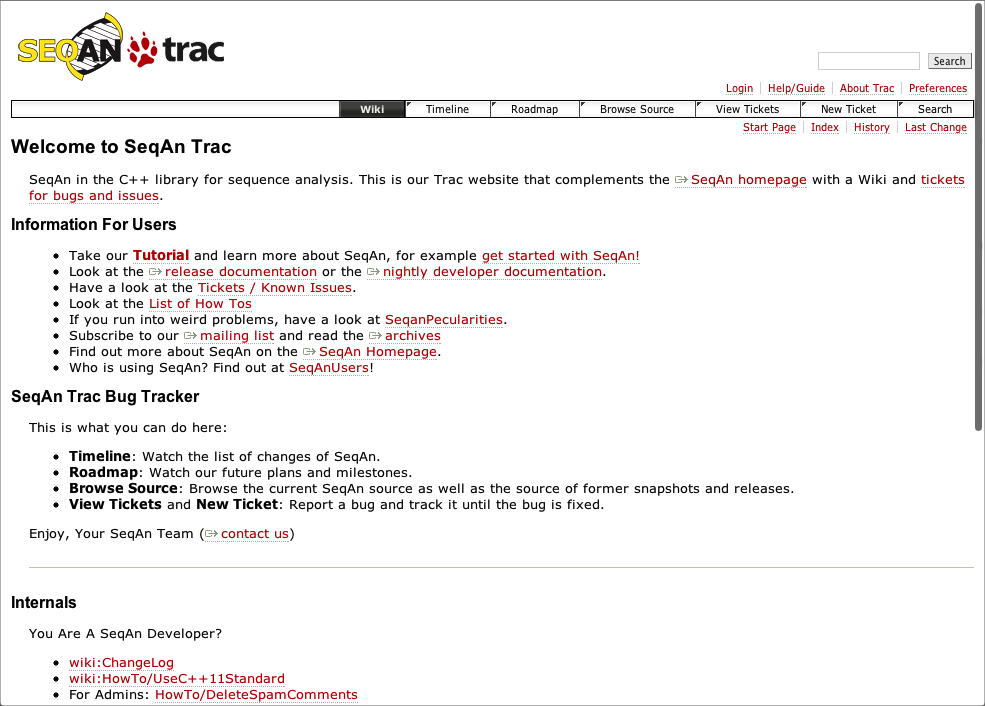 SEQAN trac
Search
Login Help/Guide About Trac Preferences
Wiki Timeline Roadmap Browse Source View Tickets New Ticket Search
Start Page Index History Last Change
Welcome to SeqAn Trac
SeqAn in the C++ library for sequence analysis. This is our Trac website that complements the SeqAn homepage with a Wiki and tickets
for bugs and issues.
Information For Users
Take our Tutorial and learn more about SeqAn, for example get started with SeqAn!
Look at the release documentation or the nightly developer documentation.
Have a look at the Tickets / Known Issues.
Look at the List of How Tos
If you run into weird problems, have a look at SeqanPecularities.
Subscribe to our mailing list and read the archives
Find out more about SeqAn on the SeqAn Homepage.
Who is using SeqAn? Find out at SeqAnUsers!
SeqAn Trac Bug Tracker
This is what you can do here:
Timeline: Watch the list of changes of SeqAn.
Roadmap: Watch our future plans and milestones.
Browse Source: Browse the current SeqAn source as well as the source of former snapshots and releases.
View Tickets and New Ticket: Report a bug and track it until the bug is fixed.
Enjoy, Your SeqAn Team (contact us)
Internals
You Are A SeqAn Developer?
wiki:ChangeLog
wiki:HowTo/UseC++11Standard
For Admins: HowTo/DeleteSpamComments